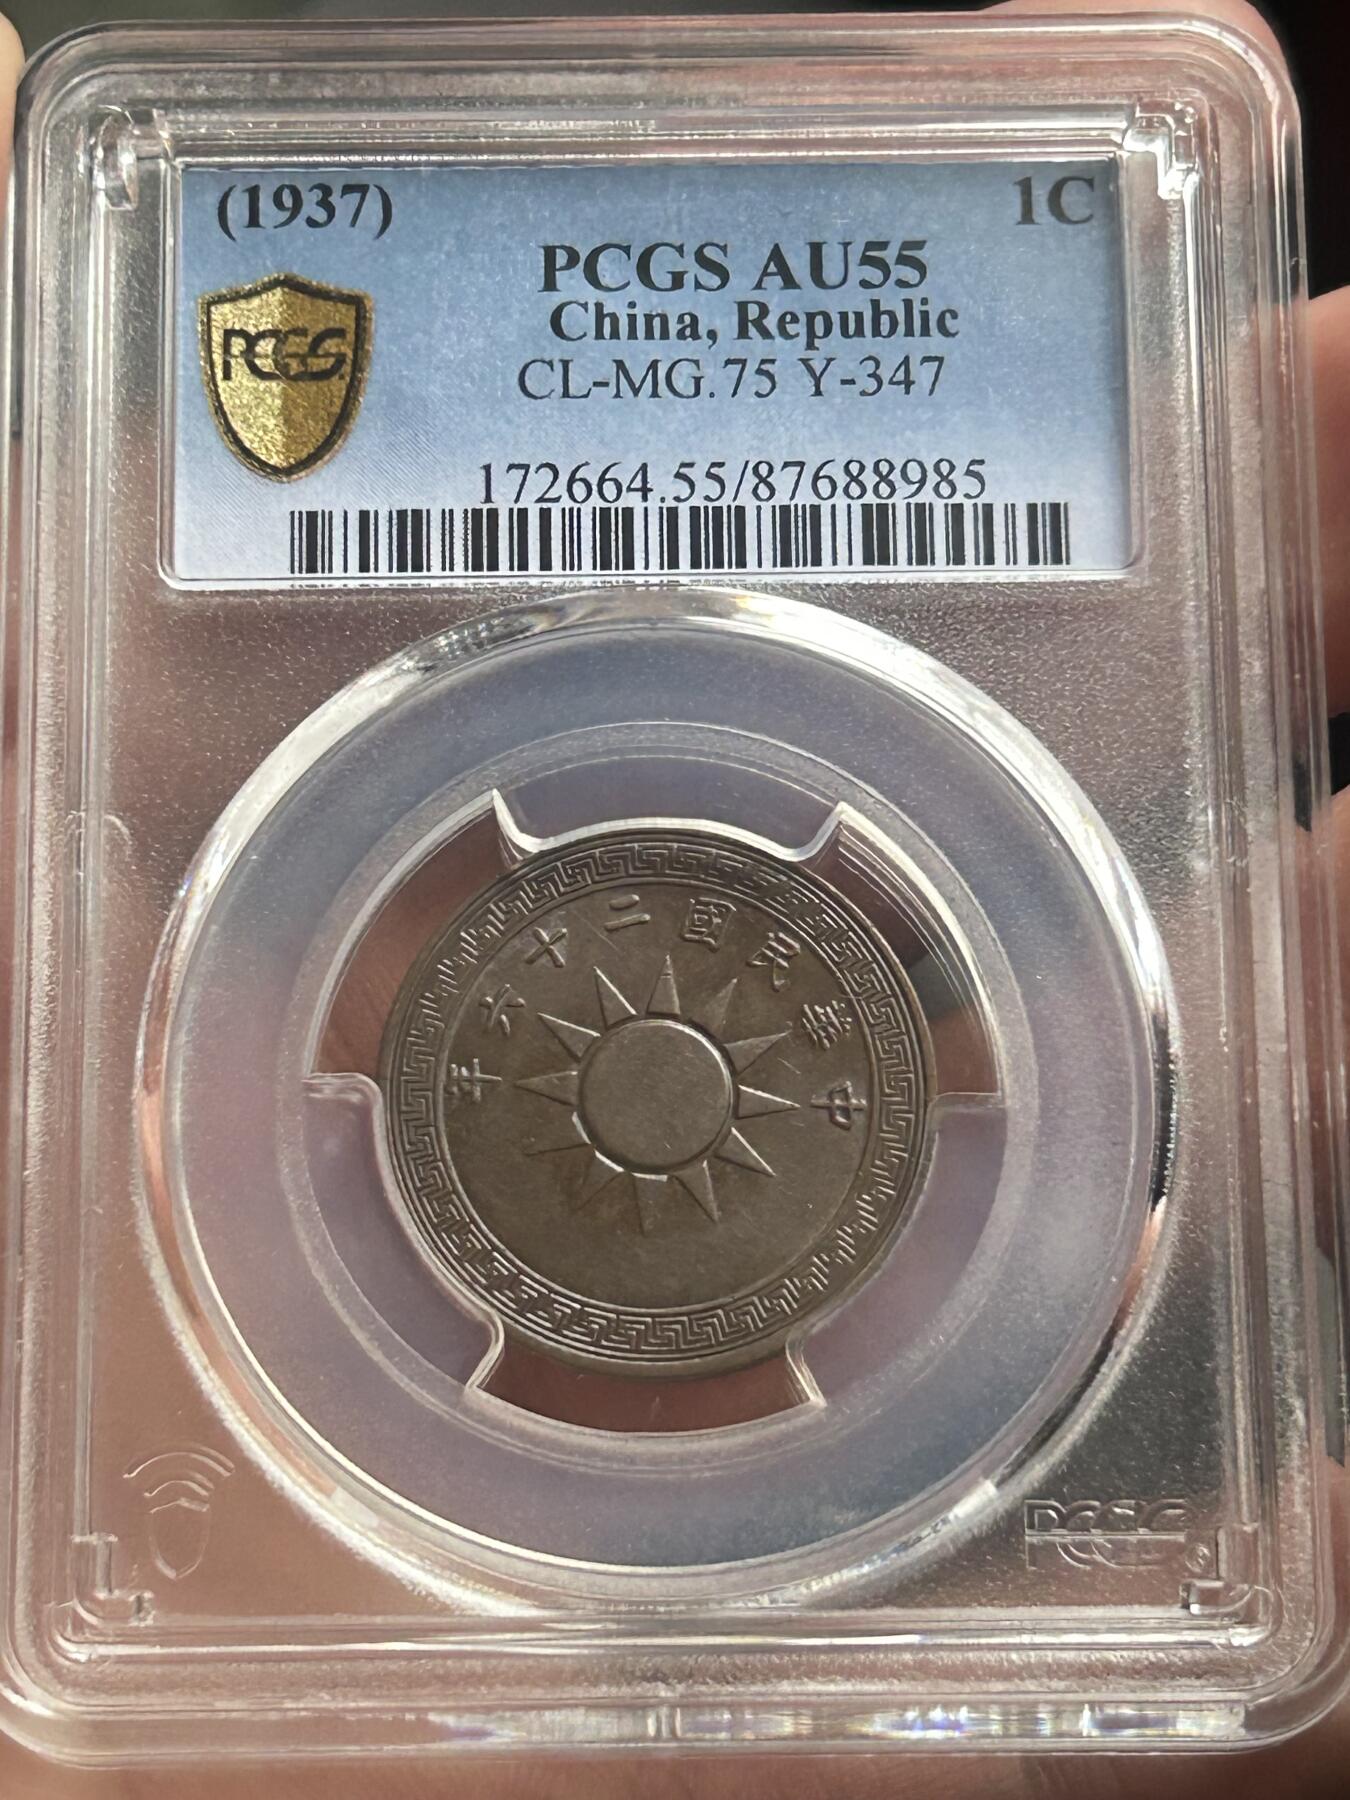 (1937) 1C
PCGS AU55
China, Republic
PCGS
CL-MG.75 Y-347
172664.55/87688985
年六十二國民華中
PCGS